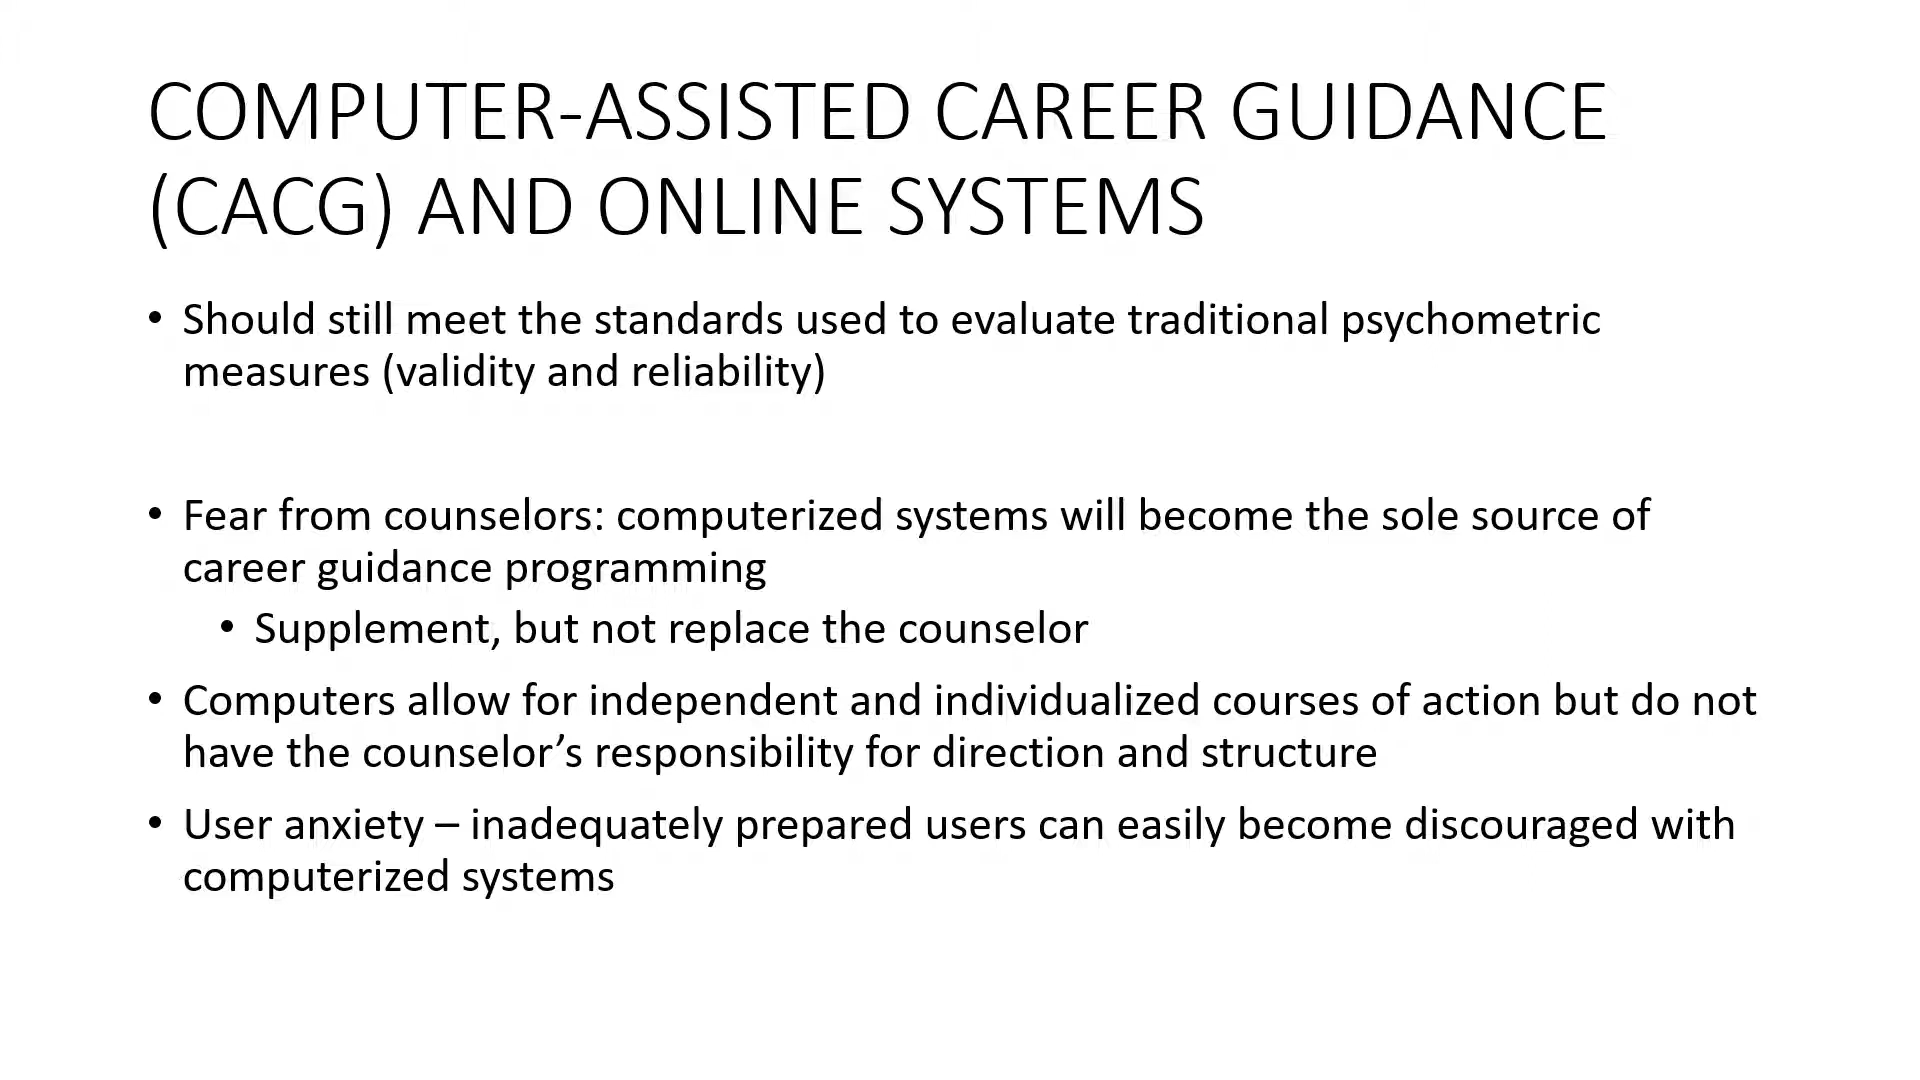 COMPUTER-ASSISTED CAREER GUIDANCE
(CACG) AND ONLINE SYSTEMS
• Should still meet the standards used to evaluate traditional psychometric
measures (validity and reliability)
• Fear from counselors: computerized systems will become the sole source of
career guidance programming
• Supplement, but not replace the counselor
• Computers allow for independent and individualized courses of action but do not
have the counselor’s responsibility for direction and structure
• User anxiety – inadequately prepared users can easily become discouraged with
computerized systems